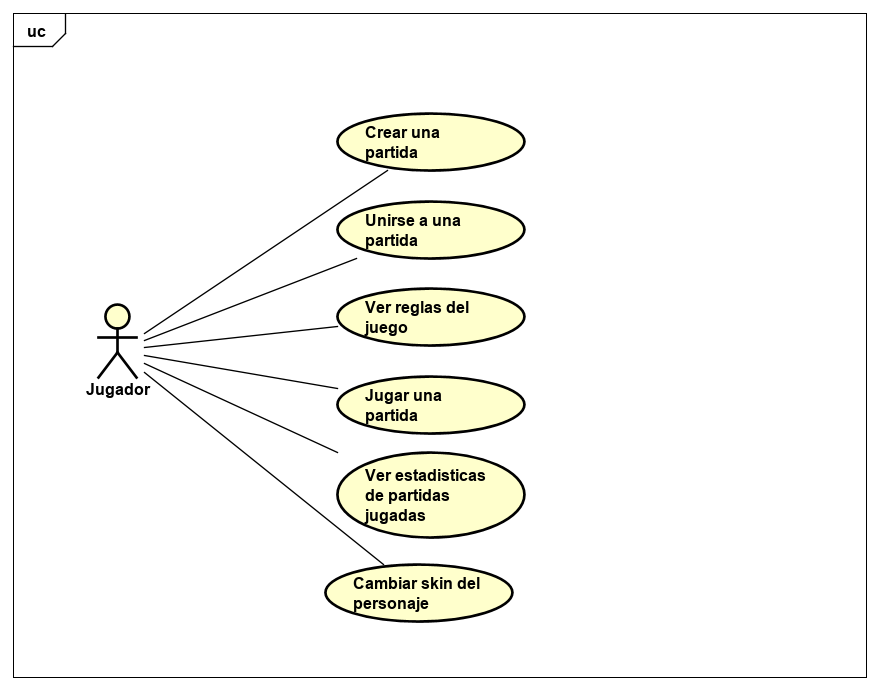 uc
Crear una
partida
Unirse a una
partida
Ver reglas del
juego
Jugador
Jugar una
partida
Ver estadisticas
de partidas
jugadas
Cambiar skin del
personaje